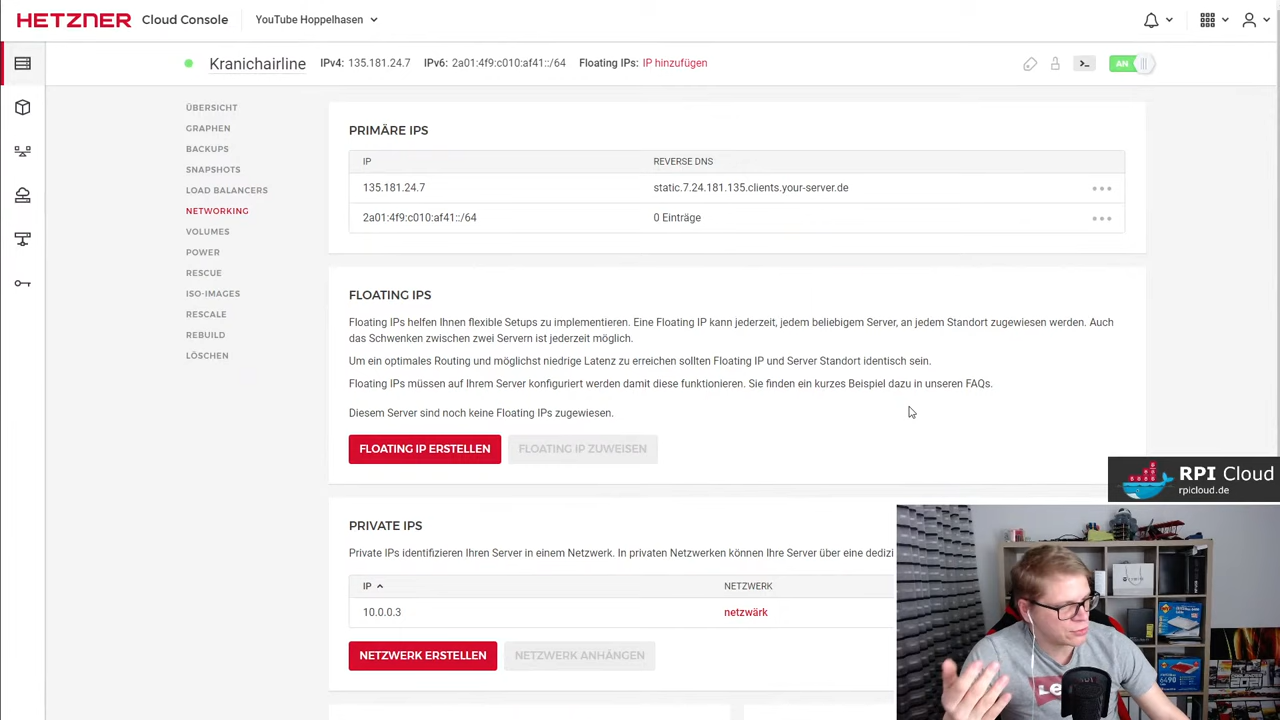 HETZNER Cloud Console YouTube Hoppelhasen
Kranichairline IPv4: 135.181.24.7 IPv6: 2a01:4f9:c010:af41::/64 Floating IPs: IP hinzufügen >_ AN
ÜBERSICHT
GRAPHEN
BACKUPS
SNAPSHOTS
LOAD BALANCERS
NETWORKING
VOLUMES
POWER
RESCUE
ISO-IMAGES
RESCALE
REBUILD
LÖSCHEN
PRIMÄRE IPS
IP REVERSE DNS
135.181.24.7 static.7.24.181.135.clients.your-server.de
2a01:4f9:c010:af41::/64 0 Einträge
FLOATING IPS
Floating IPs helfen Ihnen flexible Setups zu implementieren. Eine Floating IP kann jederzeit, jedem beliebigem Server, an jedem Standort zugewiesen werden. Auch
das Schwenken zwischen zwei Servern ist jederzeit möglich.
Um ein optimales Routing und möglichst niedrige Latenz zu erreichen sollten Floating IP und Server Standort identisch sein.
Floating IPs müssen auf Ihrem Server konfiguriert werden damit diese funktionieren. Sie finden ein kurzes Beispiel dazu in unseren FAQs.
Diesem Server sind noch keine Floating IPs zugewiesen.
FLOATING IP ERSTELLEN FLOATING IP ZUWEISEN
RPI Cloud
rpicloud.de
PRIVATE IPS
Private IPs identifizieren Ihren Server in einem Netzwerk. In privaten Netzwerken können Ihre Server über eine dedizi
IP NETZWERK
10.0.0.3 netzwärk
NETZWERK ERSTELLEN NETZWERK ANHÄNGEN